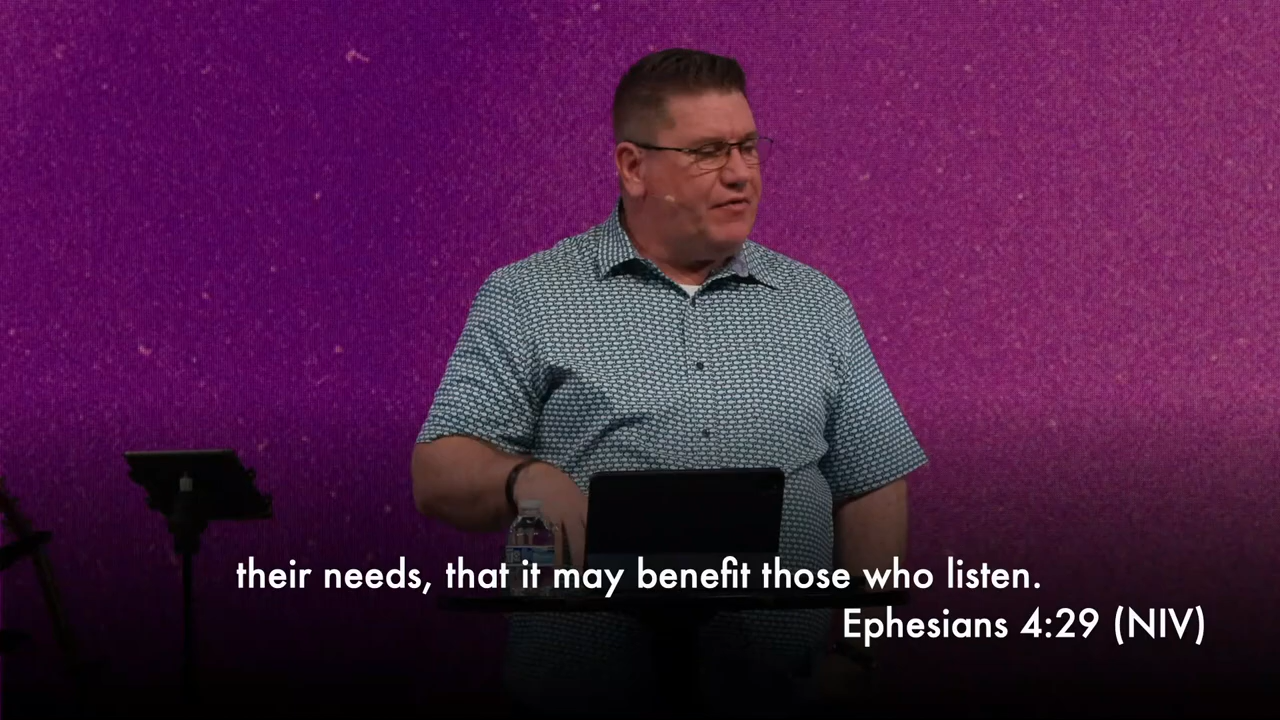 their needs, that it may benefit those who listen.
Ephesians 4:29 (NIV)